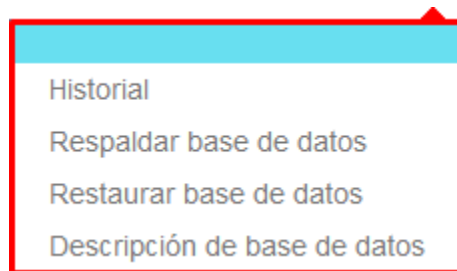 Historial
Respaldar base de datos
Restaurar base de datos
Descripción de base de datos